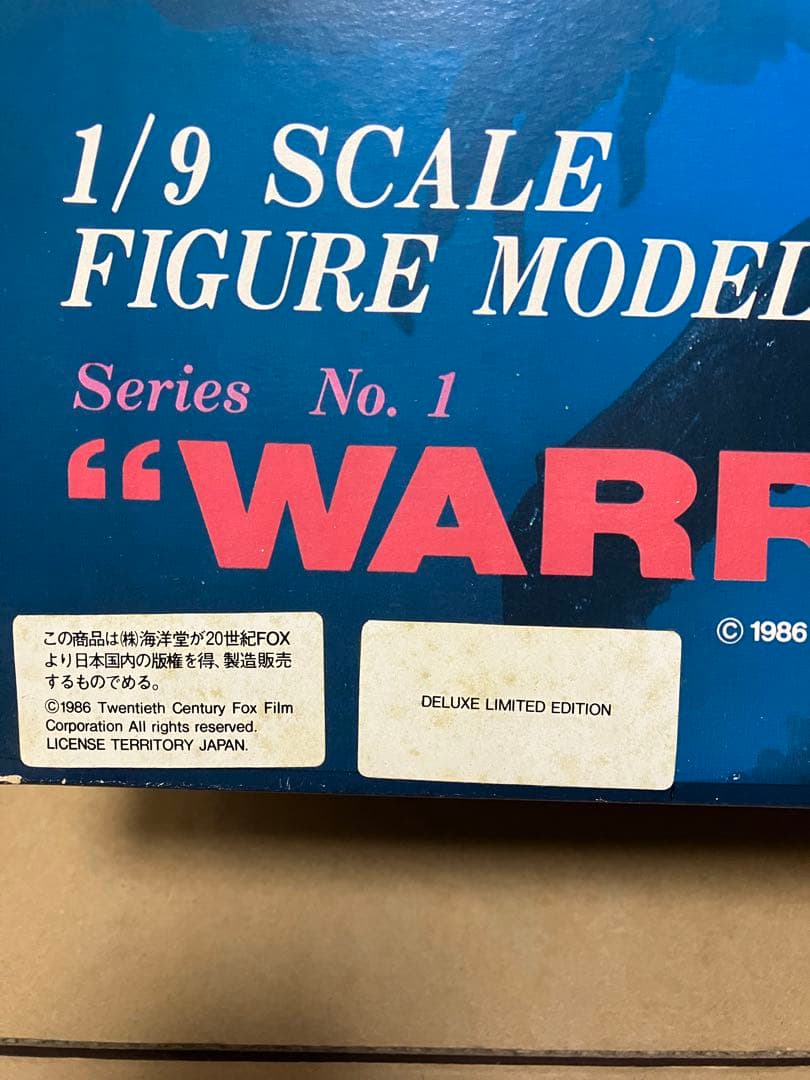 1/9 SCALE
FIGURE MODEL
Series No. 1
“WARR
© 1986
この商品は㈱海洋堂が20世紀FOX
より日本国内の版権を得、製造販売
するものでめる。
©1986 Twentieth Century Fox Film
Corporation All rights reserved.
LICENSE TERRITORY JAPAN.
DELUXE LIMITED EDITION